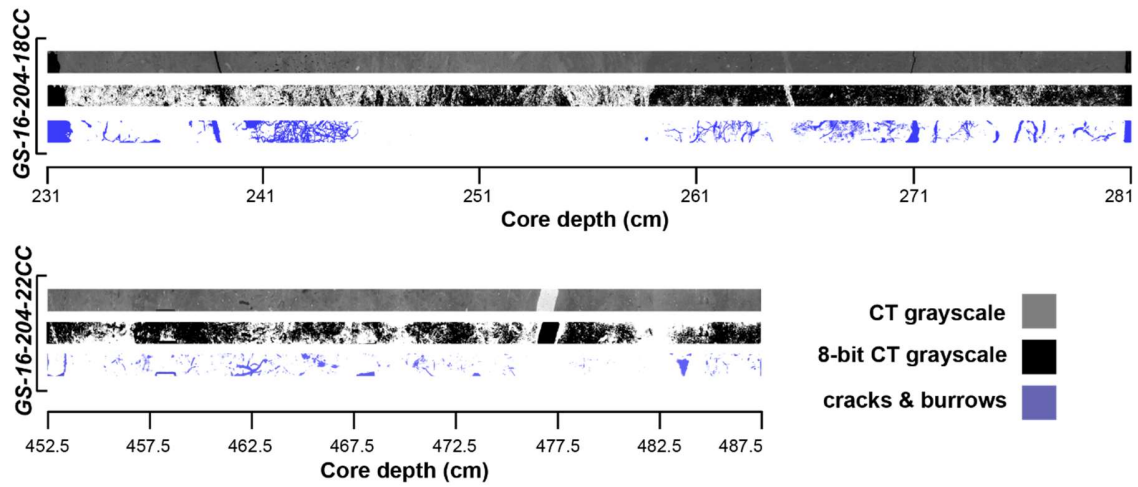 GS-16-204-18CC
231 241 251 261 271 281
Core depth (cm)
GS-16-204-22CC
452.5 457.5 462.5 467.5 472.5 477.5 482.5 487.5
Core depth (cm)
CT grayscale
8-bit CT grayscale
cracks & burrows